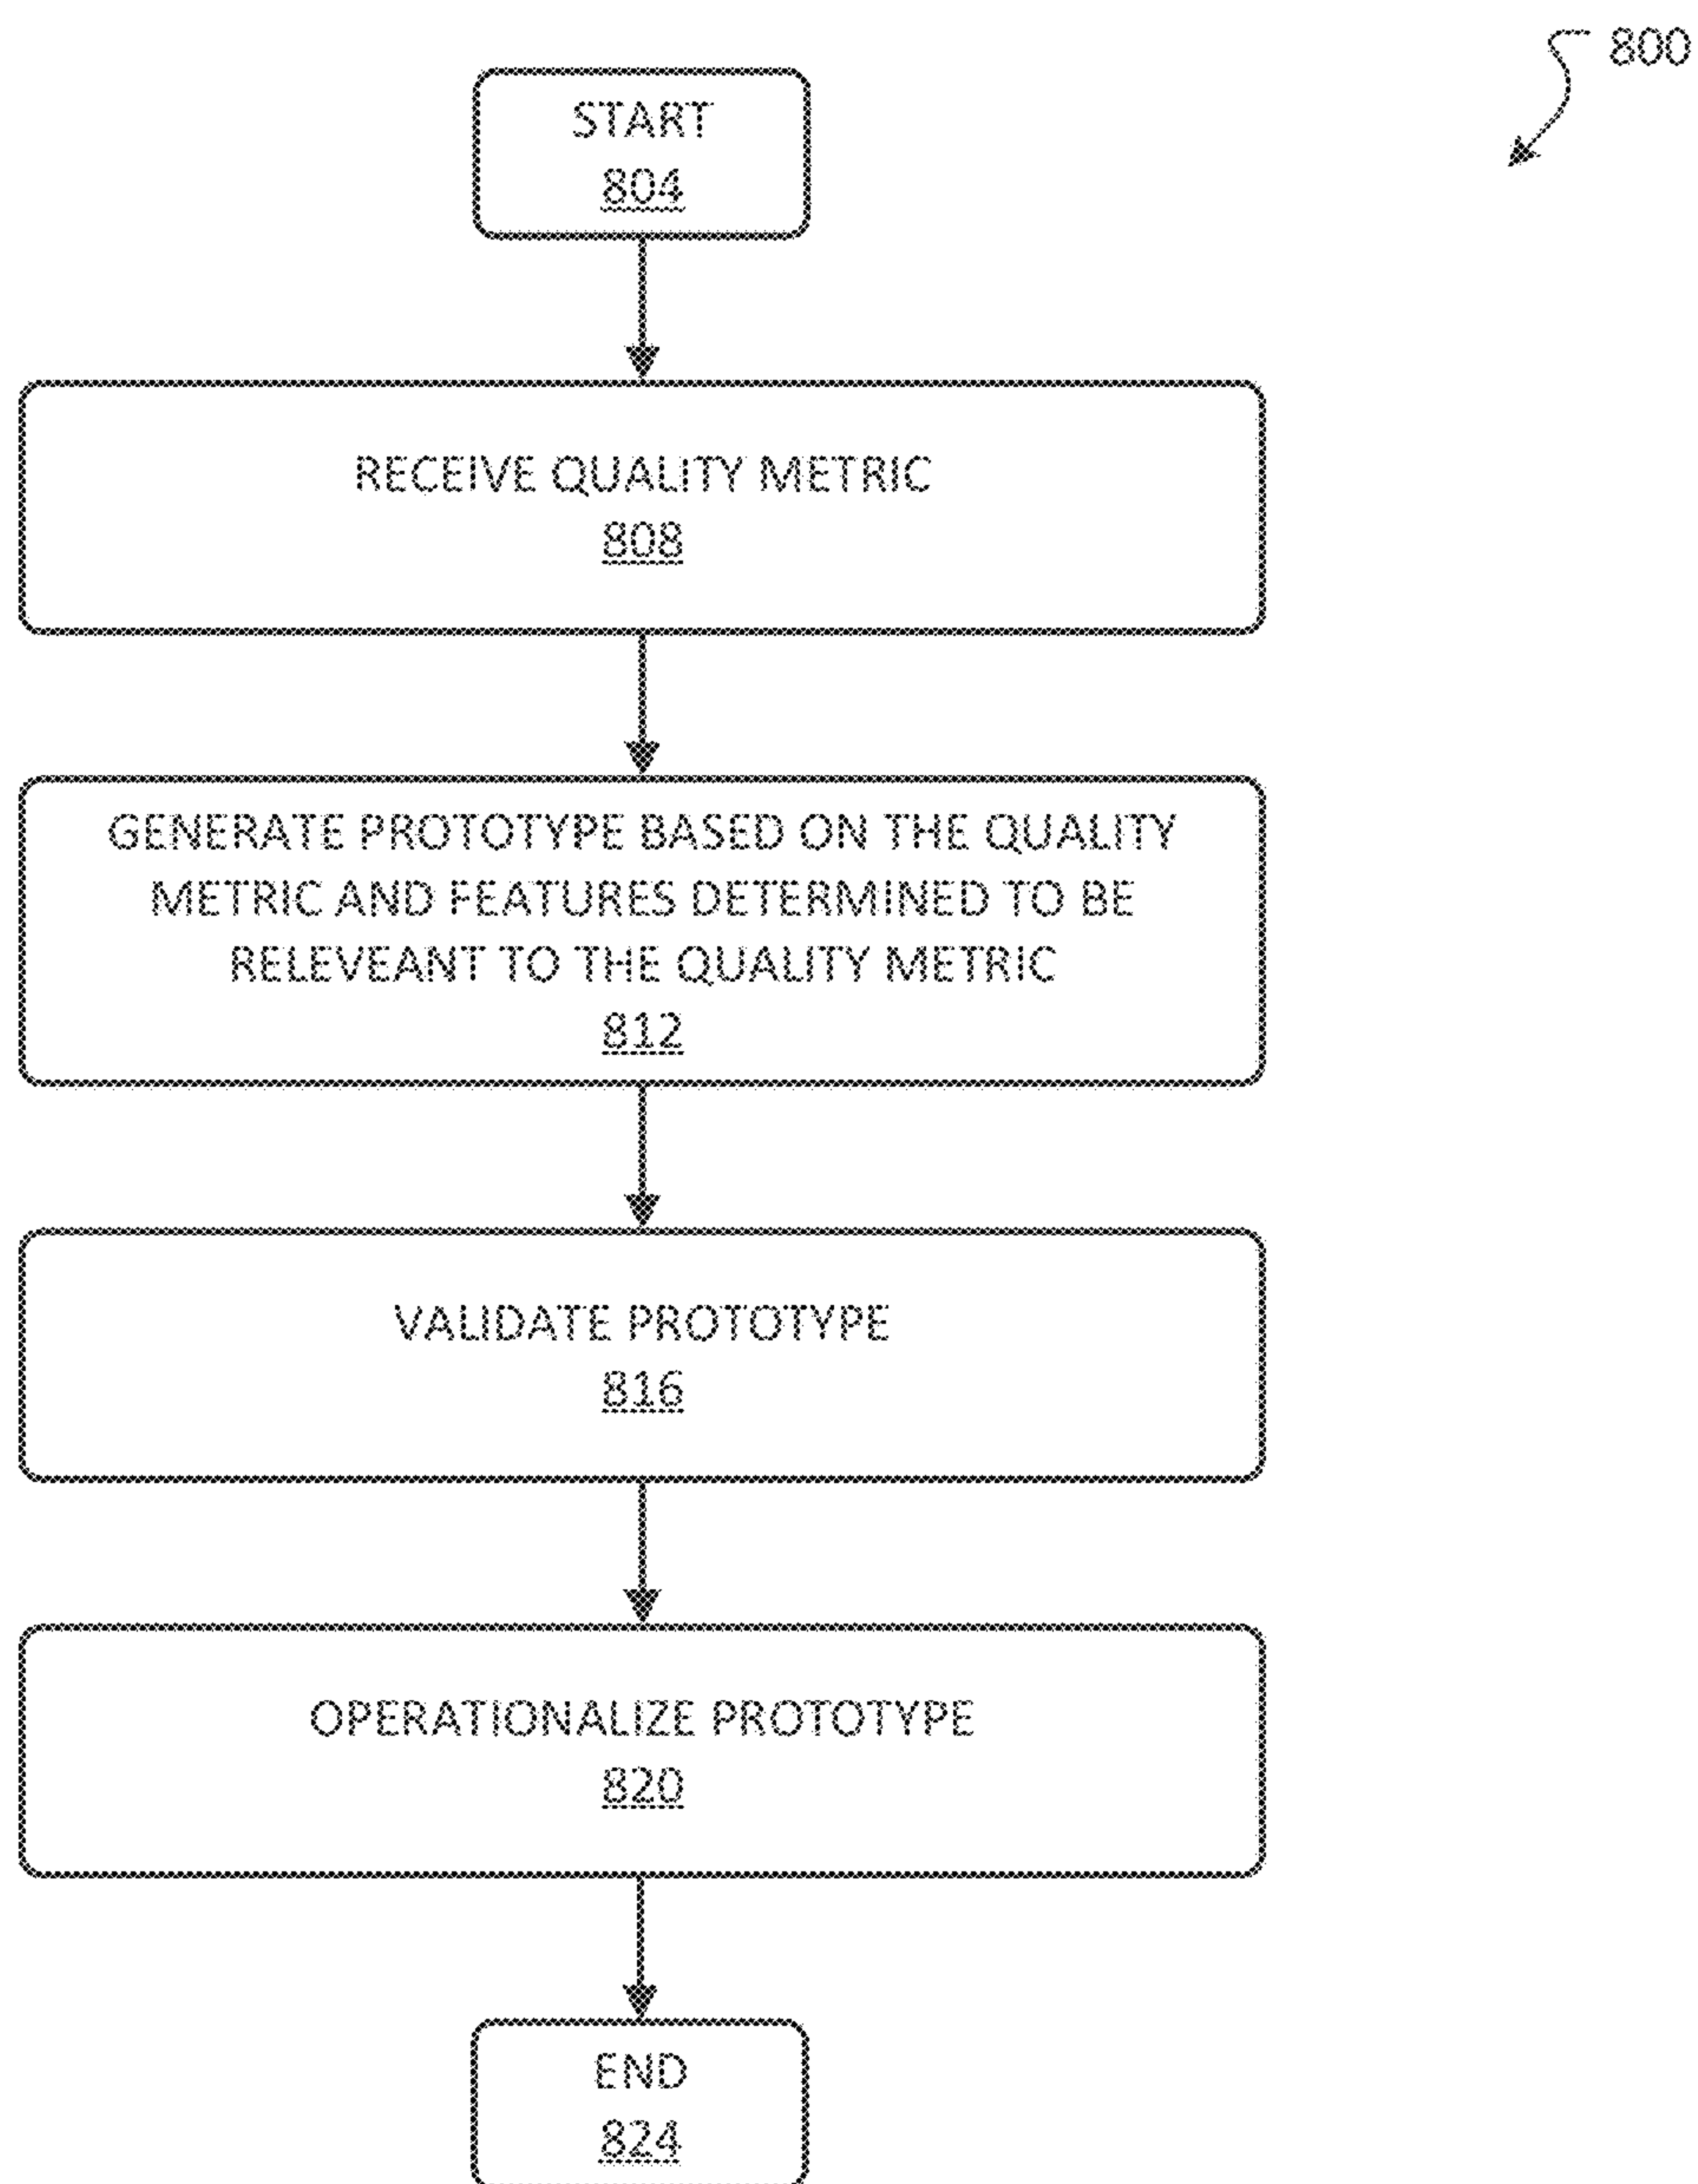 800
START
804
RECEIVE QUALITY METRIC
808
GENERATE PROTOTYPE BASED ON THE QUALITY
METRIC AND FEATURES DETERMINED TO BE
RELEVEANT TO THE QUALITY METRIC
812
VALIDATE PROTOTYPE
816
OPERATIONALIZE PROTOTYPE
820
END
824